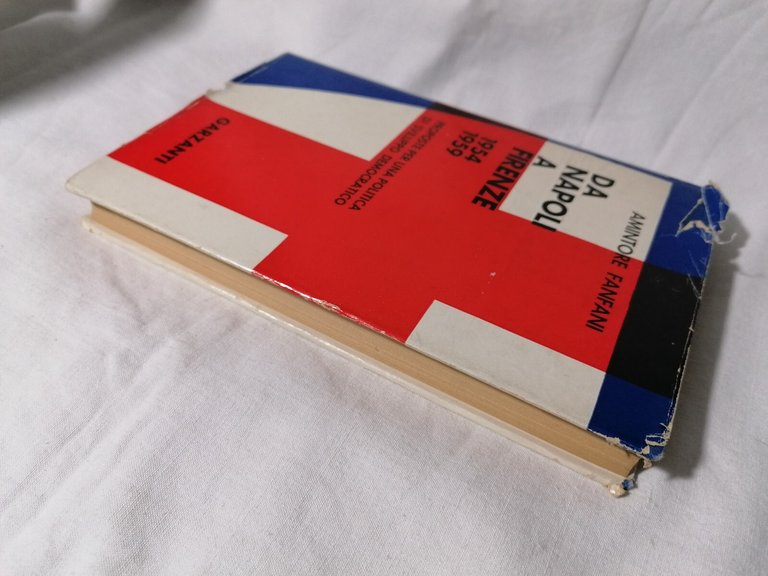 AMINTORE FANFANI
DA
NAPOLI
A
FIRENZE
1954
1959
PROPOSTE PER UNA POLITICA
DI SVILUPPO DEMOCRATICO
GARZANTI